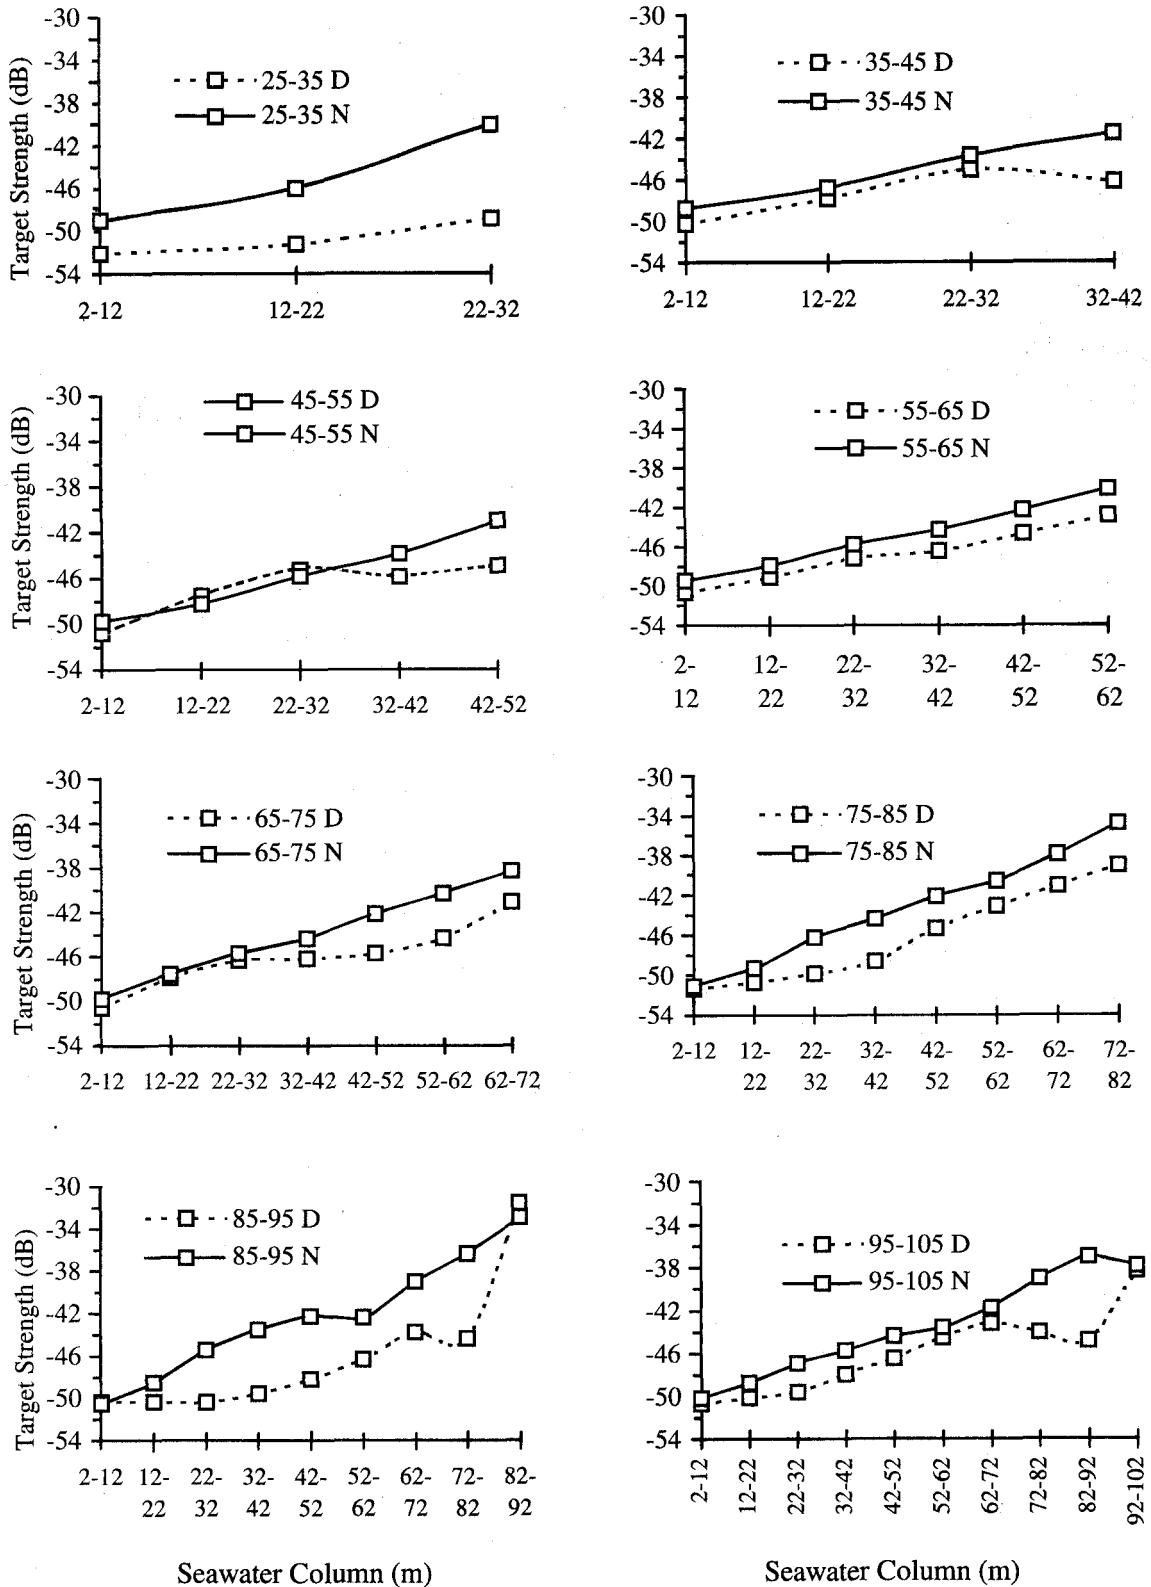 -30
-34
-38
-42
-46
-50
-54
Target Strength (dB)
25-35 D
25-35 N
2-12 12-22 22-32
-30
-34
-38
-42
-46
-50
-54
35-45 D
35-45 N
2-12 12-22 22-32 32-42
-30
-34
-38
-42
-46
-50
-54
Target Strength (dB)
45-55 D
45-55 N
2-12 12-22 22-32 32-42 42-52
-30
-34
-38
-42
-46
-50
-54
55-65 D
55-65 N
2- 12- 22- 32- 42- 52-
12 22 32 42 52 62
-30
-34
-38
-42
-46
-50
-54
Target Strength (dB)
65-75 D
65-75 N
2-12 12-22 22-32 32-42 42-52 52-62 62-72
-30
-34
-38
-42
-46
-50
-54
75-85 D
75-85 N
2-12 12- 22- 32- 42- 52- 62- 72-
22 32 42 52 62 72 82
-30
-34
-38
-42
-46
-50
-54
Target Strength (dB)
85-95 D
85-95 N
2-12 12- 22- 32- 42- 52- 62- 72- 82-
22 32 42 52 62 72 82 92
Seawater Column (m)
-30
-34
-38
-42
-46
-50
-54
95-105 D
95-105 N
2-12
12-22
22-32
32-42
42-52
52-62
62-72
72-82
82-92
92-102
Seawater Column (m)